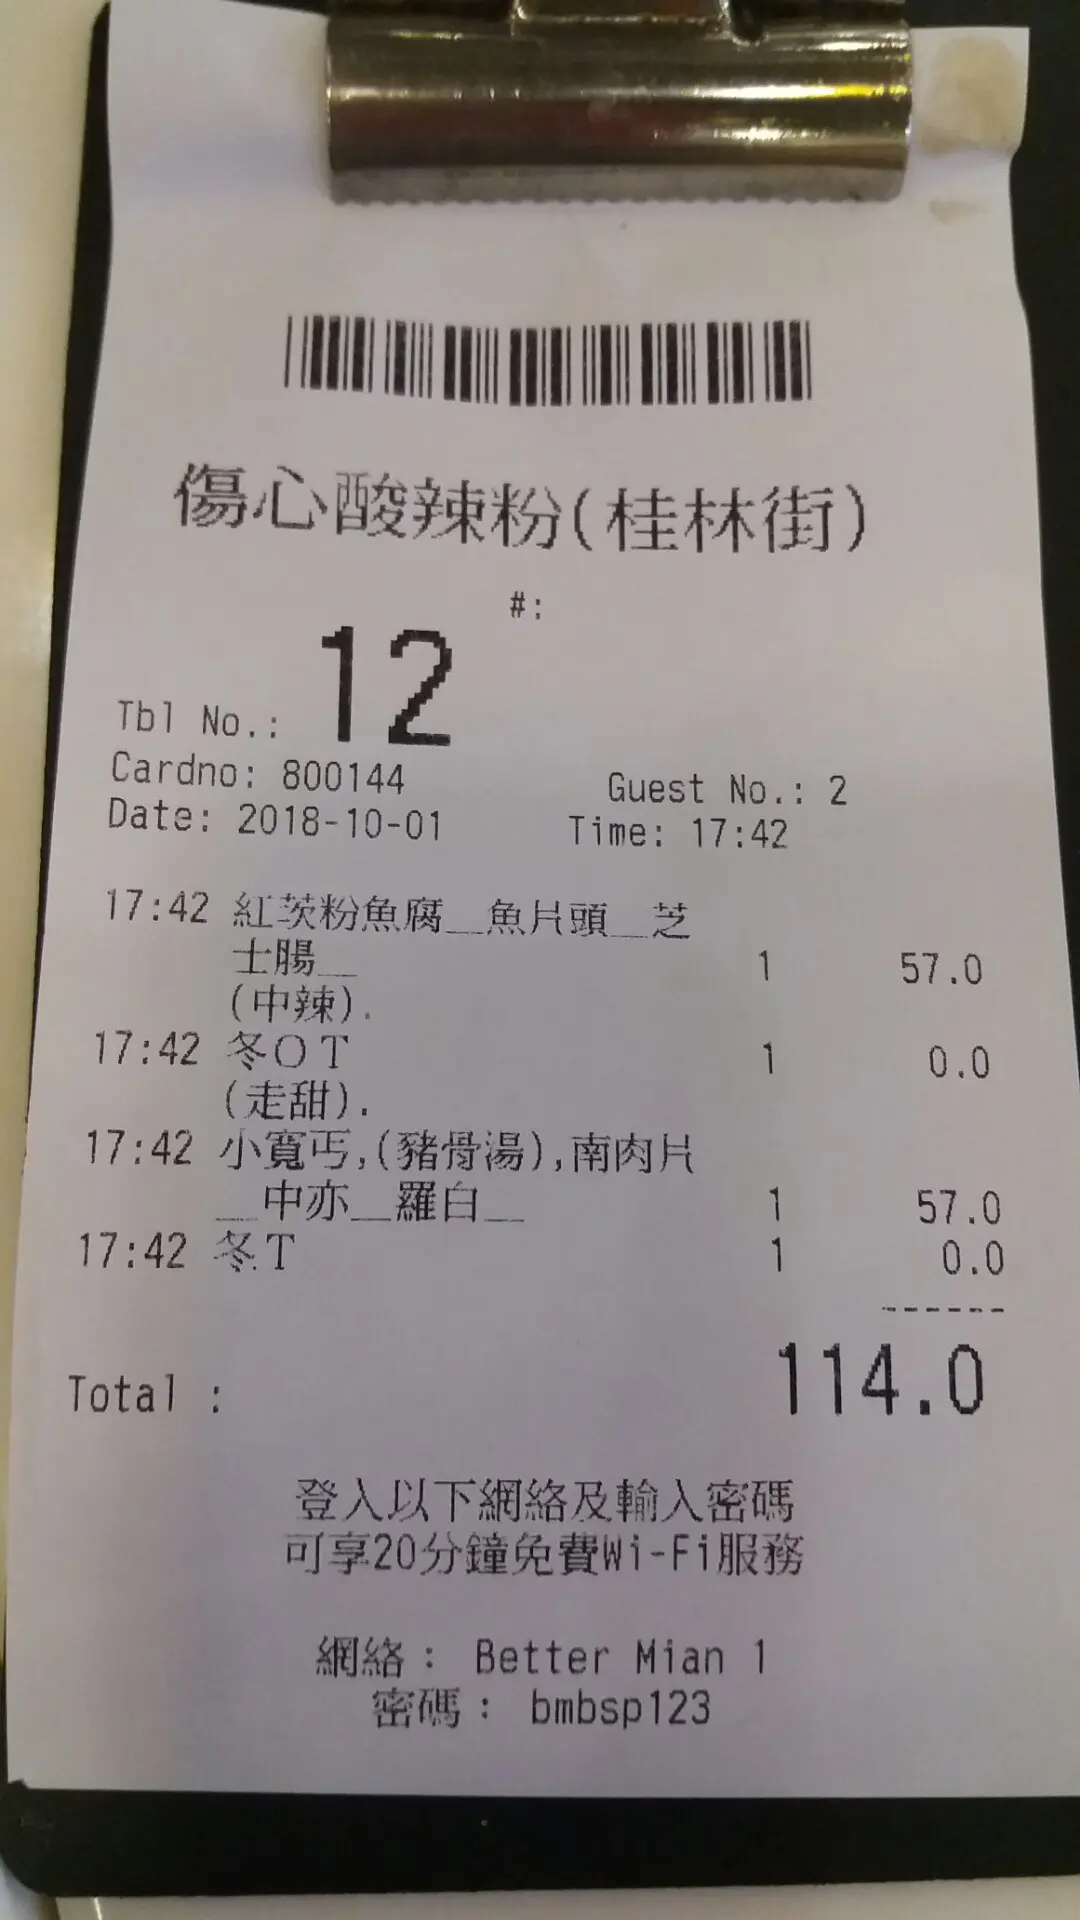 傷心酸辣粉(桂林街)
#:
Tbl No.: 12
Cardno: 800144 Guest No.: 2
Date: 2018-10-01 Time: 17:42
17:42 紅茨粉魚腐__魚片頭__芝
士腸__ 1 57.0
(中辣).
17:42 冬OT 1 0.0
(走甜).
17:42 小寬丐,(豬骨湯),南肉片
__中亦__羅白__ 1 57.0
17:42 冬T 1 0.0
------
Total : 114.0
登入以下網絡及輸入密碼
可享20分鐘免費Wi-Fi服務
網絡： Better Mian 1
密碼： bmbsp123